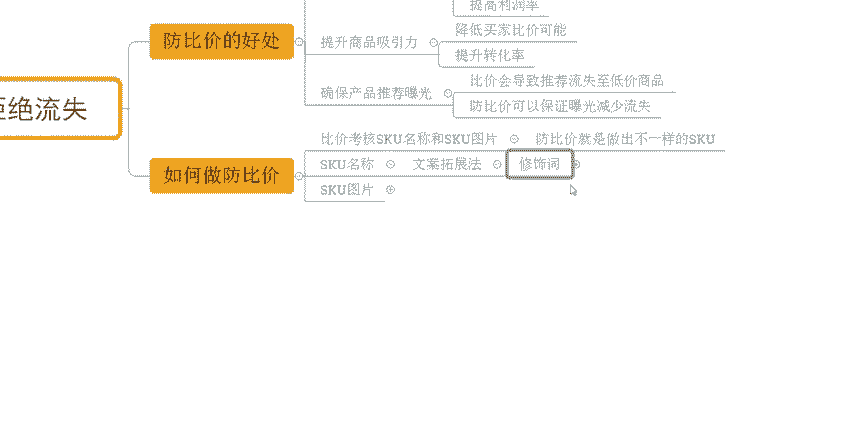 提高利润率
防比价的好处
提升商品吸引力
降低买家比价可能
提升转化率
确保产品推荐曝光
比价会导致推荐流失至低价商品
防比价可以保证曝光减少流失
绝流失
如何做防比价
比价考核SKU名称和SKU图片
防比价就是做出不一样的SKU
SKU名称
文案拓展法
修饰词
SKU图片